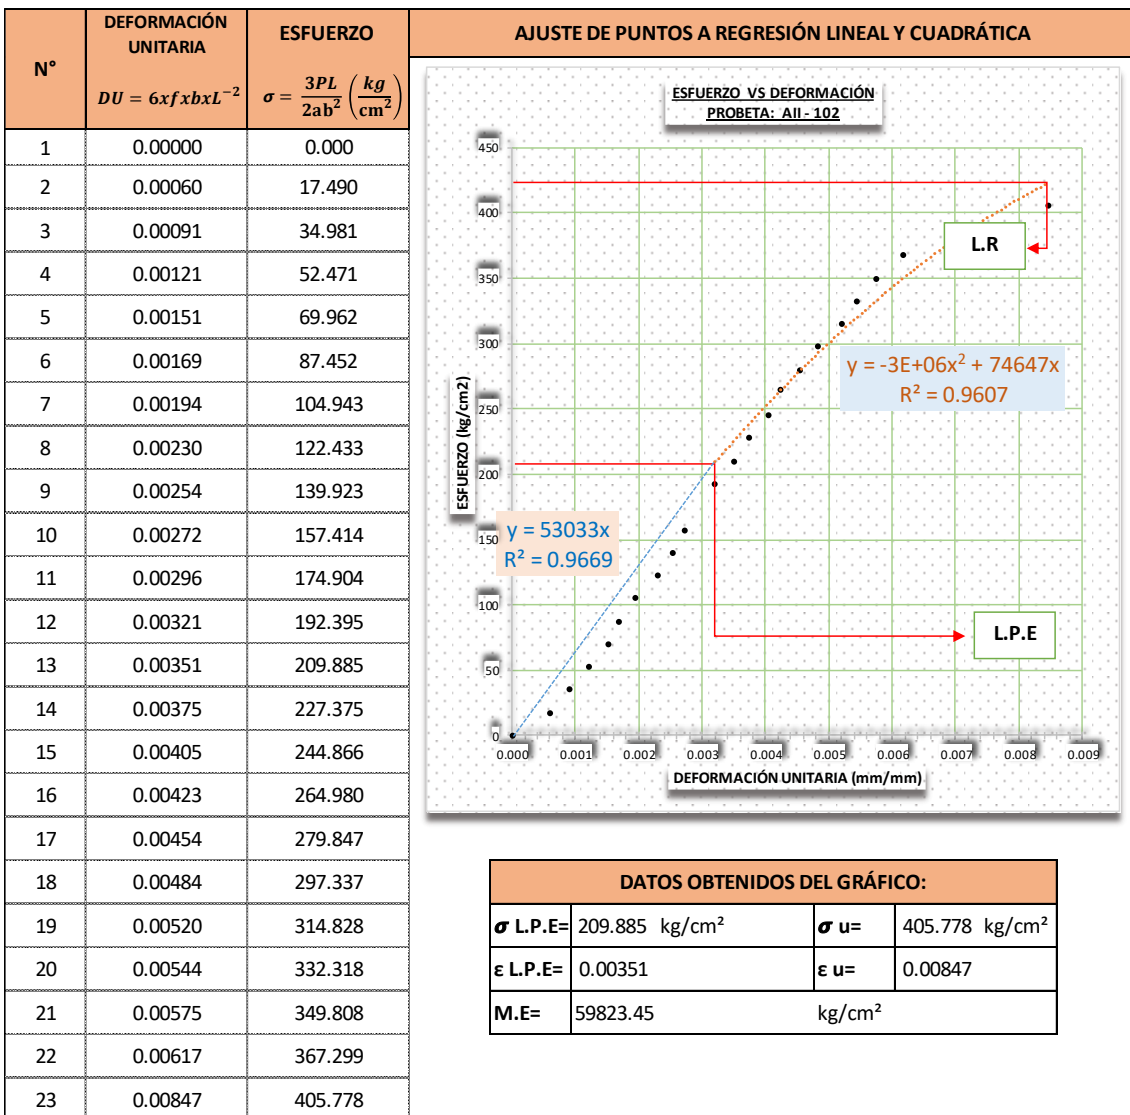 N°
DEFORMACIÓN
UNITARIA
DU = 6xfxbxL⁻²
ESFUERZO
σ = 3PL / 2ab² (kg / cm²)
AJUSTE DE PUNTOS A REGRESIÓN LINEAL Y CUADRÁTICA
1 0.00000 0.000
2 0.00060 17.490
3 0.00091 34.981
4 0.00121 52.471
5 0.00151 69.962
6 0.00169 87.452
7 0.00194 104.943
8 0.00230 122.433
9 0.00254 139.923
10 0.00272 157.414
11 0.00296 174.904
12 0.00321 192.395
13 0.00351 209.885
14 0.00375 227.375
15 0.00405 244.866
16 0.00423 264.980
17 0.00454 279.847
18 0.00484 297.337
19 0.00520 314.828
20 0.00544 332.318
21 0.00575 349.808
22 0.00617 367.299
23 0.00847 405.778
ESFUERZO VS DEFORMACIÓN
PROBETA: AII - 102
450
400
350
300
250
200
150
100
50
0
ESFUERZO (kg/cm2)
L.R
y = -3E+06x² + 74647x
R² = 0.9607
y = 53033x
R² = 0.9669
L.P.E
0.000 0.001 0.002 0.003 0.004 0.005 0.006 0.007 0.008 0.009
DEFORMACIÓN UNITARIA (mm/mm)
DATOS OBTENIDOS DEL GRÁFICO:
σ L.P.E= 209.885 kg/cm² σ u= 405.778 kg/cm²
ε L.P.E= 0.00351 ε u= 0.00847
M.E= 59823.45 kg/cm²